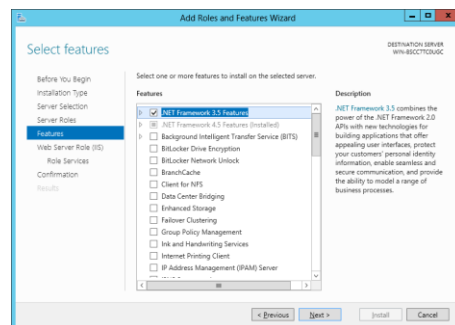 Add Roles and Features Wizard
Select features
DESTINATION SERVER
WIN-BSCCTTC0UGC
Before You Begin
Installation Type
Server Selection
Server Roles
Features
Web Server Role (IIS)
Role Services
Confirmation
Results
Select one or more features to install on the selected server.
Features
.NET Framework 3.5 Features
.NET Framework 4.5 Features (Installed)
Background Intelligent Transfer Service (BITS)
BitLocker Drive Encryption
BitLocker Network Unlock
BranchCache
Client for NFS
Data Center Bridging
Enhanced Storage
Failover Clustering
Group Policy Management
Ink and Handwriting Services
Internet Printing Client
IP Address Management (IPAM) Server
Description
.NET Framework 3.5 combines the
power of the .NET Framework 2.0
APIs with new technologies for
building applications that offer
appealing user interfaces, protect
your customers' personal identity
information, enable seamless and
secure communication, and provide
the ability to model a range of
business processes.
< Previous
Next >
Install
Cancel